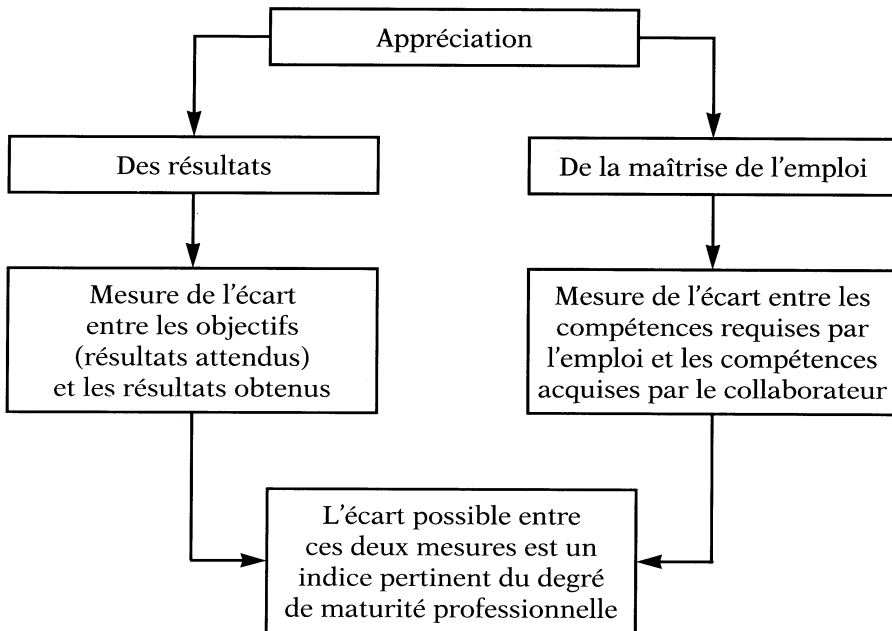 Appréciation
Des résultats
De la maîtrise de l'emploi
Mesure de l'écart
entre les objectifs
(résultats attendus)
et les résultats obtenus
Mesure de l'écart entre les
compétences requises par
l'emploi et les compétences
acquises par le collaborateur
L'écart possible entre
ces deux mesures est un
indice pertinent du degré
de maturité professionnelle